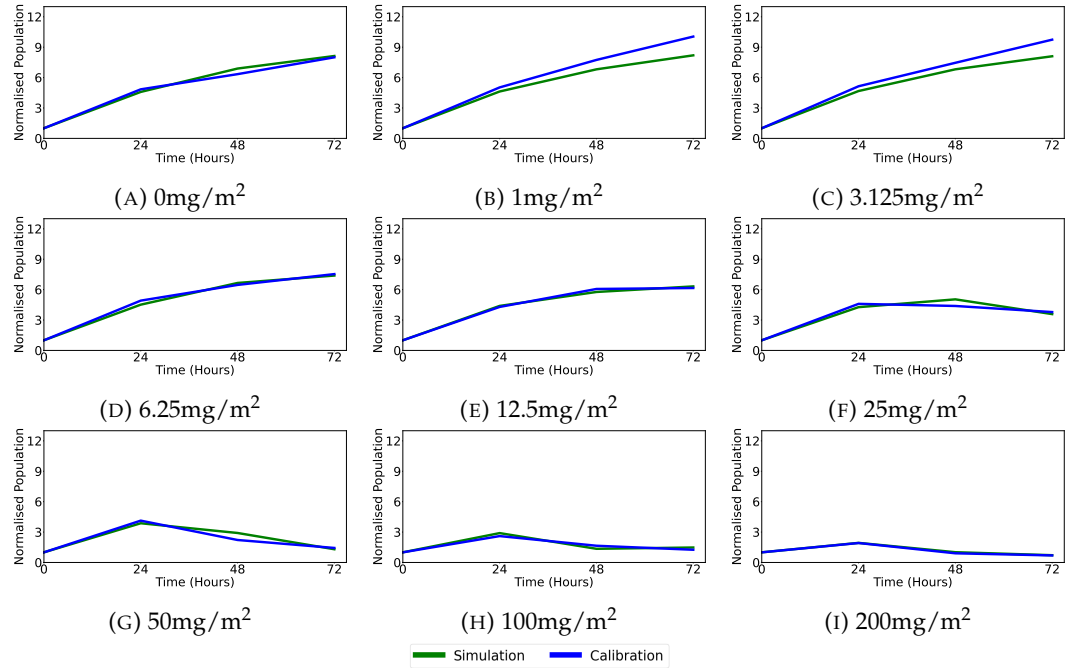 Normalised Population
12
9
6
3
0
0 24 48 72
Time (Hours)
(A) 0mg/m²
Normalised Population
12
9
6
3
0
0 24 48 72
Time (Hours)
(B) 1mg/m²
Normalised Population
12
9
6
3
0
0 24 48 72
Time (Hours)
(C) 3.125mg/m²
Normalised Population
12
9
6
3
0
0 24 48 72
Time (Hours)
(D) 6.25mg/m²
Normalised Population
12
9
6
3
0
0 24 48 72
Time (Hours)
(E) 12.5mg/m²
Normalised Population
12
9
6
3
0
0 24 48 72
Time (Hours)
(F) 25mg/m²
Normalised Population
12
9
6
3
0
0 24 48 72
Time (Hours)
(G) 50mg/m²
Normalised Population
12
9
6
3
0
0 24 48 72
Time (Hours)
(H) 100mg/m²
Normalised Population
12
9
6
3
0
0 24 48 72
Time (Hours)
(I) 200mg/m²
Simulation Calibration